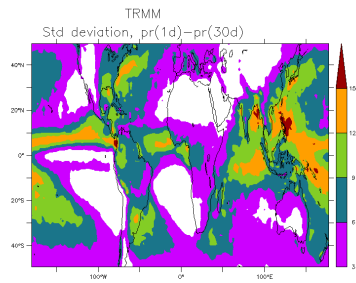 TRMM
Std deviation, pr(1d)-pr(30d)
40°N
20°N
0°
20°S
40°S
100°W
0°
100°E
15
12
9
6
3